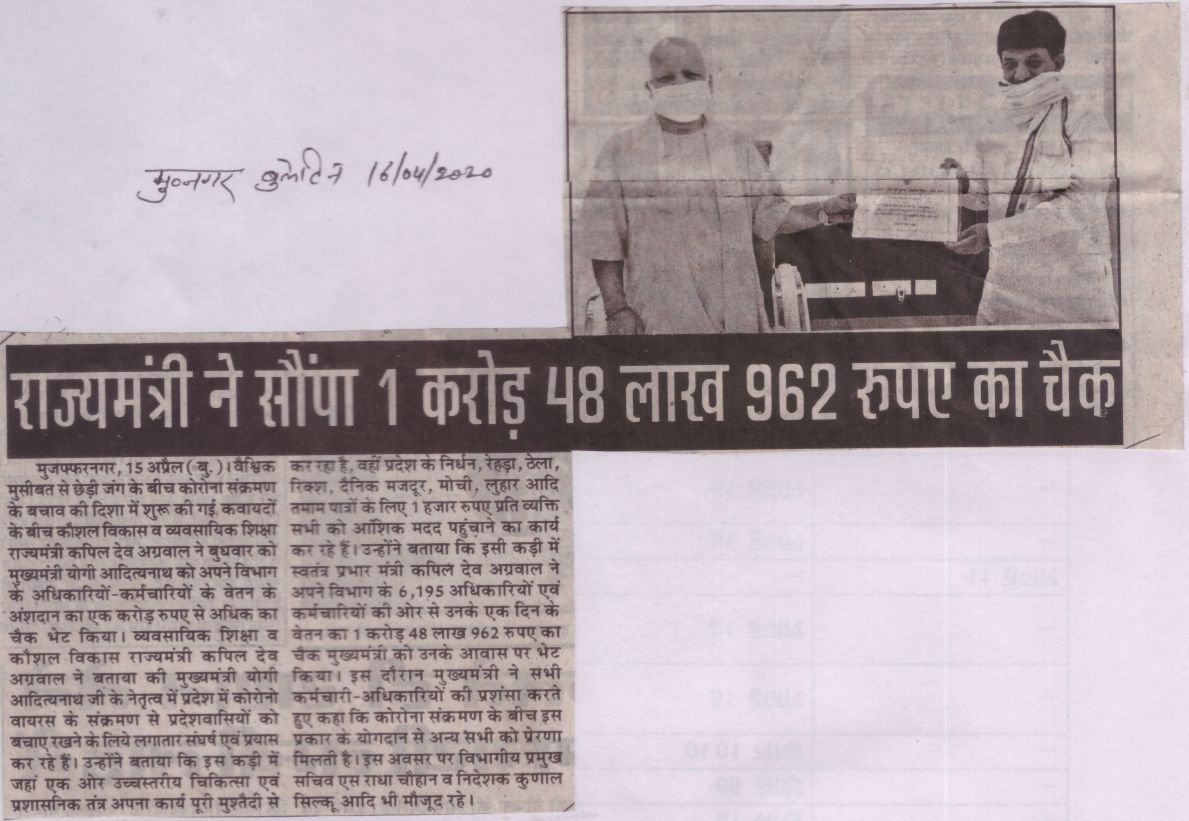 मु०नगर बुलेटिन 16/04/2020
राज्यमंत्री ने सौंपा 1 करोड़ 48 लाख 962 रुपए का चैक
मुजफ्फरनगर, 15 अप्रैल ( बु. )। वैश्विक
मुसीबत से छेड़ी जंग के बीच कोरोना संक्रमण
के बचाव की दिशा में शुरू की गई कवायदों
के बीच कौशल विकास व व्यवसायिक शिक्षा
राज्यमंत्री कपिल देव अग्रवाल ने बुधवार को
मुख्यमंत्री योगी आदित्यनाथ को अपने विभाग
के अधिकारियों-कर्मचारियों के वेतन के
अंशदान का एक करोड़ रुपए से अधिक का
चैक भेंट किया। व्यवसायिक शिक्षा व
कौशल विकास राज्यमंत्री कपिल देव
अग्रवाल ने बताया की मुख्यमंत्री योगी
आदित्यनाथ जी के नेतृत्व में प्रदेश में कोरोनो
वायरस के संक्रमण से प्रदेशवासियों को
बचाए रखने के लिये लगातार संघर्ष एवं प्रयास
कर रहे हैं। उन्होंने बताया कि इस कड़ी में
जहां एक ओर उच्चस्तरीय चिकित्सा एवं
प्रशासनिक तंत्र अपना कार्य पूरी मुश्तैदी से
कर रहा है, वहीं प्रदेश के निर्धन, रेहड़ा, ठेला,
रिक्श, दैनिक मजदूर, मोची, लुहार आदि
तमाम पात्रों के लिए 1 हजार रुपए प्रति व्यक्ति
सभी को आंशिक मदद पहुंचाने का कार्य
कर रहे हैं। उन्होंने बताया कि इसी कड़ी में
स्वतंत्र प्रभार मंत्री कपिल देव अग्रवाल ने
अपने विभाग के 6,195 अधिकारियों एवं
कर्मचारियों की ओर से उनके एक दिन के
वेतन का 1 करोड़ 48 लाख 962 रुपए का
चैक मुख्यमंत्री को उनके आवास पर भेंट
किया। इस दौरान मुख्यमंत्री ने सभी
कर्मचारी-अधिकारियों की प्रशंसा करते
हुए कहा कि कोरोना संक्रमण के बीच इस
प्रकार के योगदान से अन्य सभी को प्रेरणा
मिलती है। इस अवसर पर विभागीय प्रमुख
सचिव एस राधा चौहान व निदेशक कुणाल
सिल्कू आदि भी मौजूद रहे।